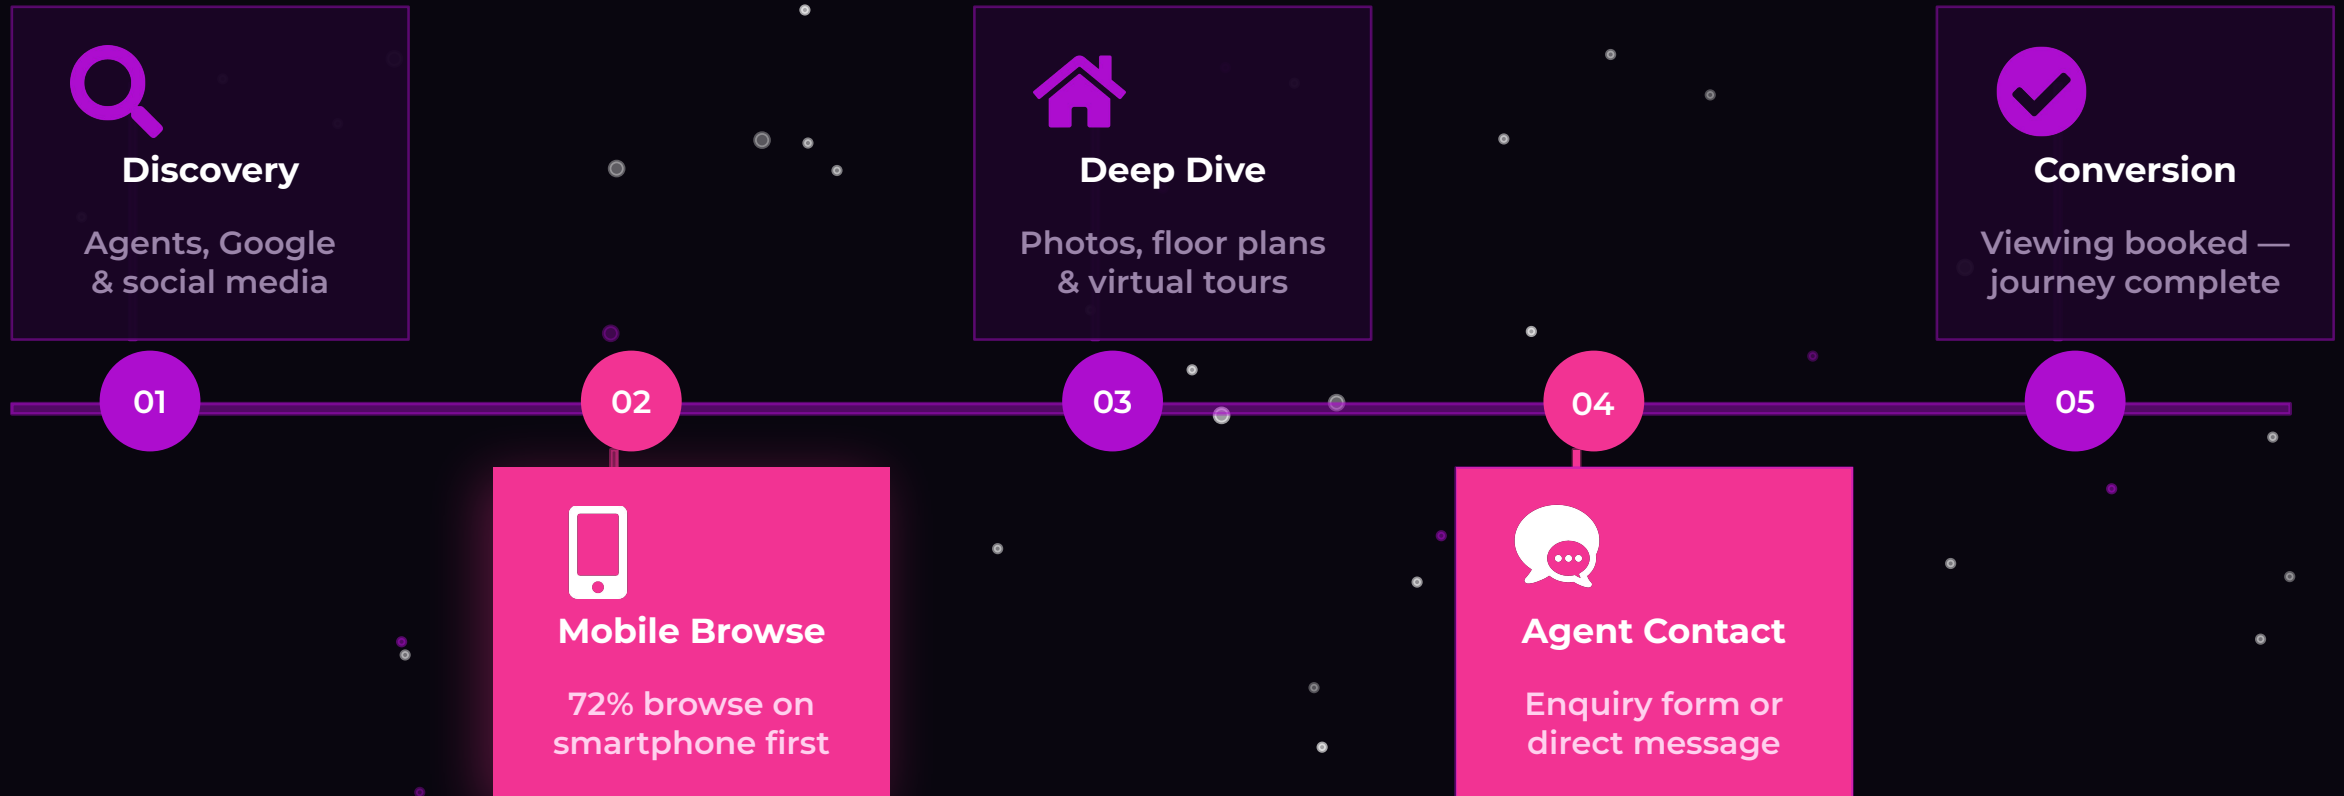 Discovery
Agents, Google
& social media
01
02
Mobile Browse
72% browse on
smartphone first
Deep Dive
Photos, floor plans
& virtual tours
03
04
Agent Contact
Enquiry form or
direct message
Conversion
Viewing booked —
journey complete
05